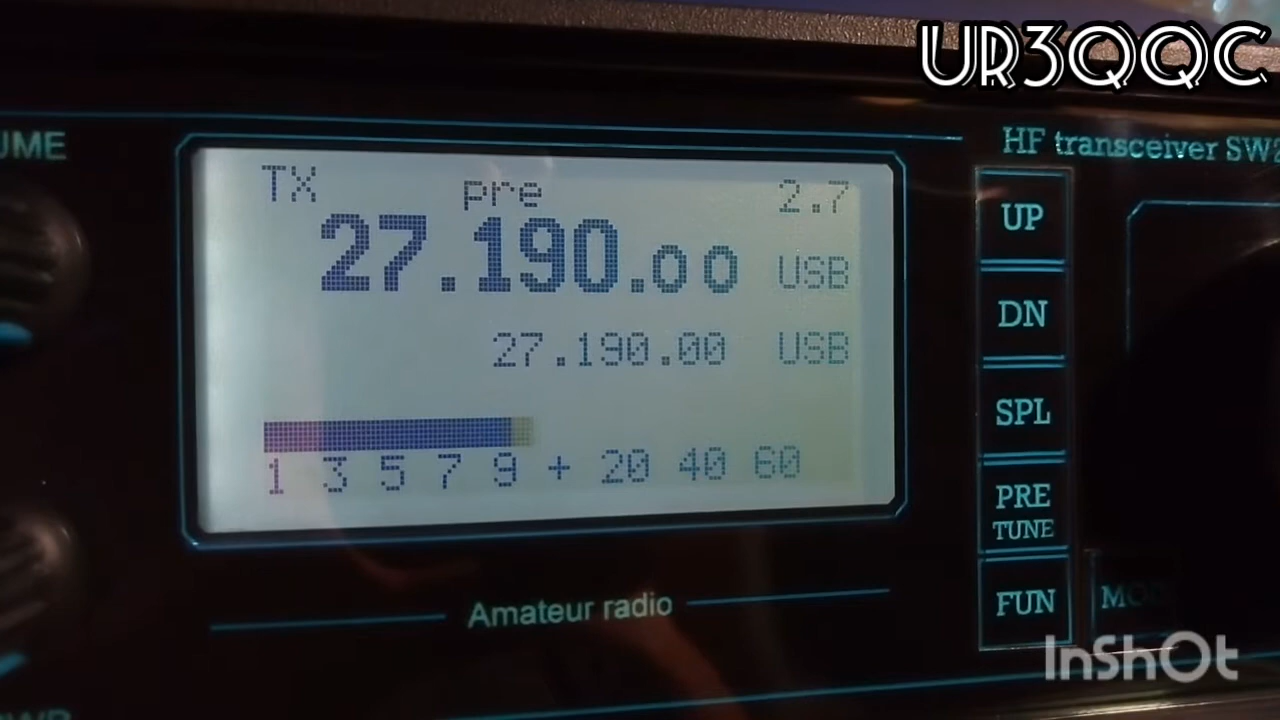 UR3QQC
UME
HF transceiver SW2
TX pre 2.7
27.190.00 USB
27.190.00 USB
1 3 5 7 9 + 20 40 60
UP
DN
SPL
PRE
TUNE
FUN
Amateur radio
InShOt